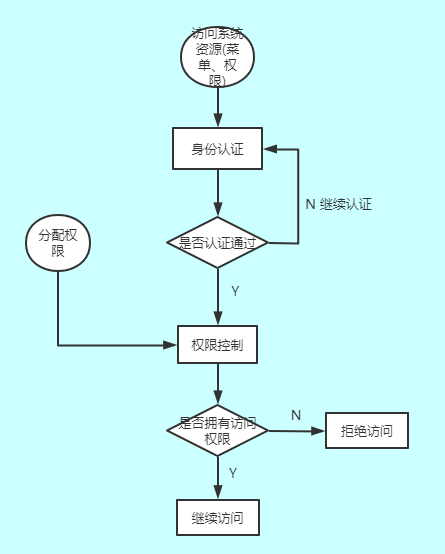 访问系统
资源(菜
单、权
限)
身份认证
N 继续认证
是否认证通过
分配权
限
Y
权限控制
是否拥有访问
权限
N
拒绝访问
Y
继续访问